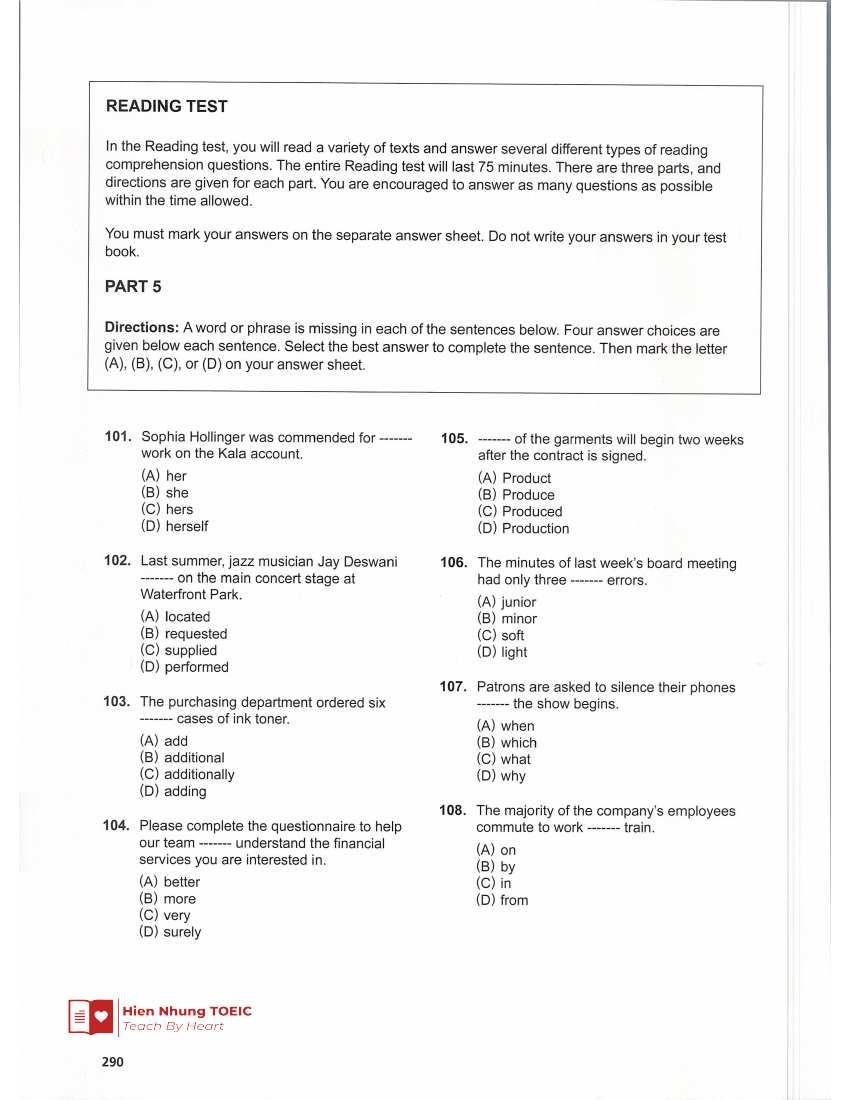 READING TEST
In the Reading test, you will read a variety of texts and answer several different types of reading
comprehension questions. The entire Reading test will last 75 minutes. There are three parts, and
directions are given for each part. You are encouraged to answer as many questions as possible
within the time allowed.
You must mark your answers on the separate answer sheet. Do not write your answers in your test
book.
PART 5
Directions: A word or phrase is missing in each of the sentences below. Four answer choices are
given below each sentence. Select the best answer to complete the sentence. Then mark the letter
(A), (B), (C), or (D) on your answer sheet.
101. Sophia Hollinger was commended for -------
work on the Kala account.
(A) her
(B) she
(C) hers
(D) herself
102. Last summer, jazz musician Jay Deswani
------- on the main concert stage at
Waterfront Park.
(A) located
(B) requested
(C) supplied
(D) performed
103. The purchasing department ordered six
------- cases of ink toner.
(A) add
(B) additional
(C) additionally
(D) adding
104. Please complete the questionnaire to help
our team ------- understand the financial
services you are interested in.
(A) better
(B) more
(C) very
(D) surely
105. ------- of the garments will begin two weeks
after the contract is signed.
(A) Product
(B) Produce
(C) Produced
(D) Production
106. The minutes of last week's board meeting
had only three ------- errors.
(A) junior
(B) minor
(C) soft
(D) light
107. Patrons are asked to silence their phones
------- the show begins.
(A) when
(B) which
(C) what
(D) why
108. The majority of the company's employees
commute to work ------- train.
(A) on
(B) by
(C) in
(D) from
Hien Nhung TOEIC
Teach By Heart
290